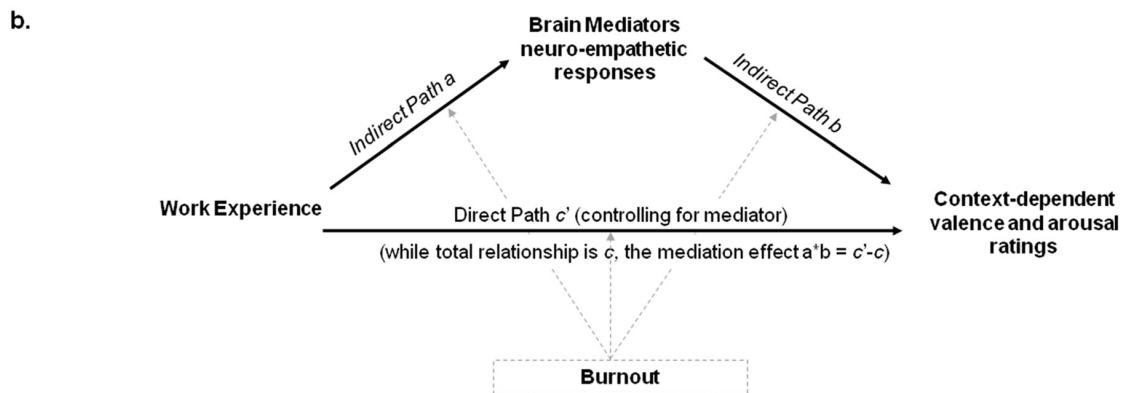 b.
Brain Mediators
neuro-empathetic
responses
Indirect Path a
Indirect Path b
Work Experience
Direct Path c' (controlling for mediator)
(while total relationship is c, the mediation effect a*b = c'-c)
Context-dependent
valence and arousal
ratings
Burnout